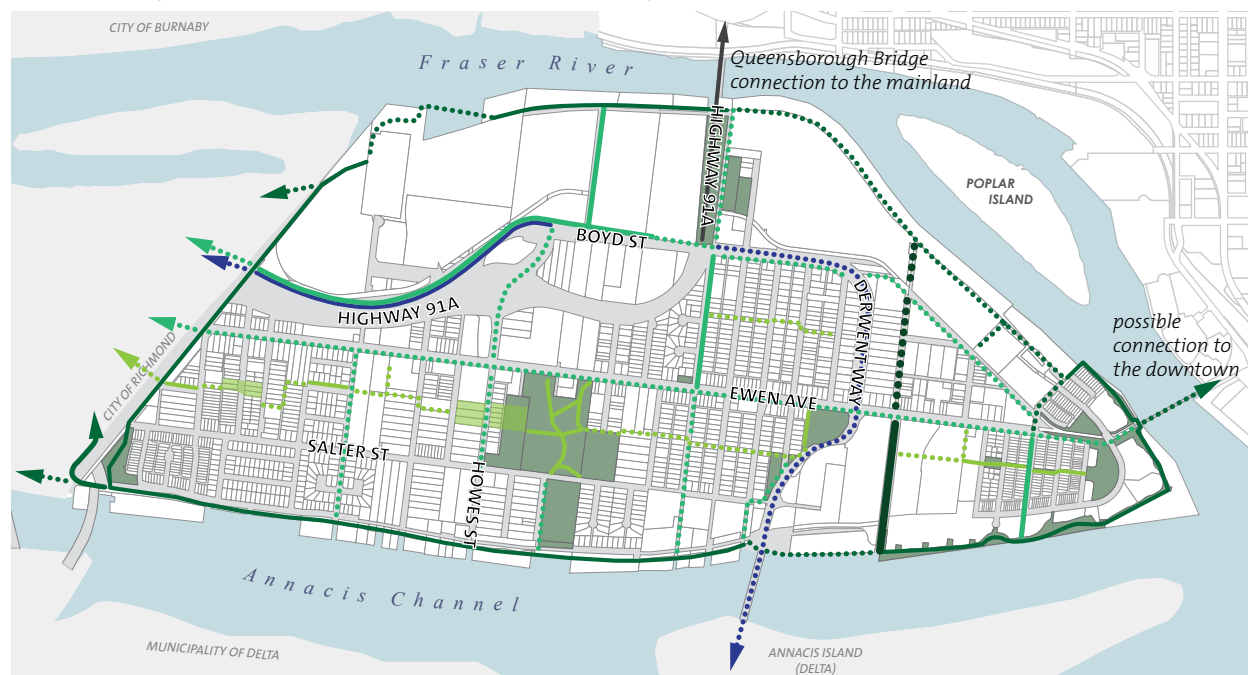 CITY OF BURNABY
Fraser River
Queensborough Bridge
connection to the mainland
HIGHWAY 91A
POPLAR
ISLAND
BOYD ST
HIGHWAY 91A
DERWENT WAY
possible
connection to
the downtown
CITY OF RICHMOND
EWEN AVE
SALTER ST
HOWES ST
Annacis Channel
MUNICIPALITY OF DELTA
ANNACIS ISLAND
(DELTA)